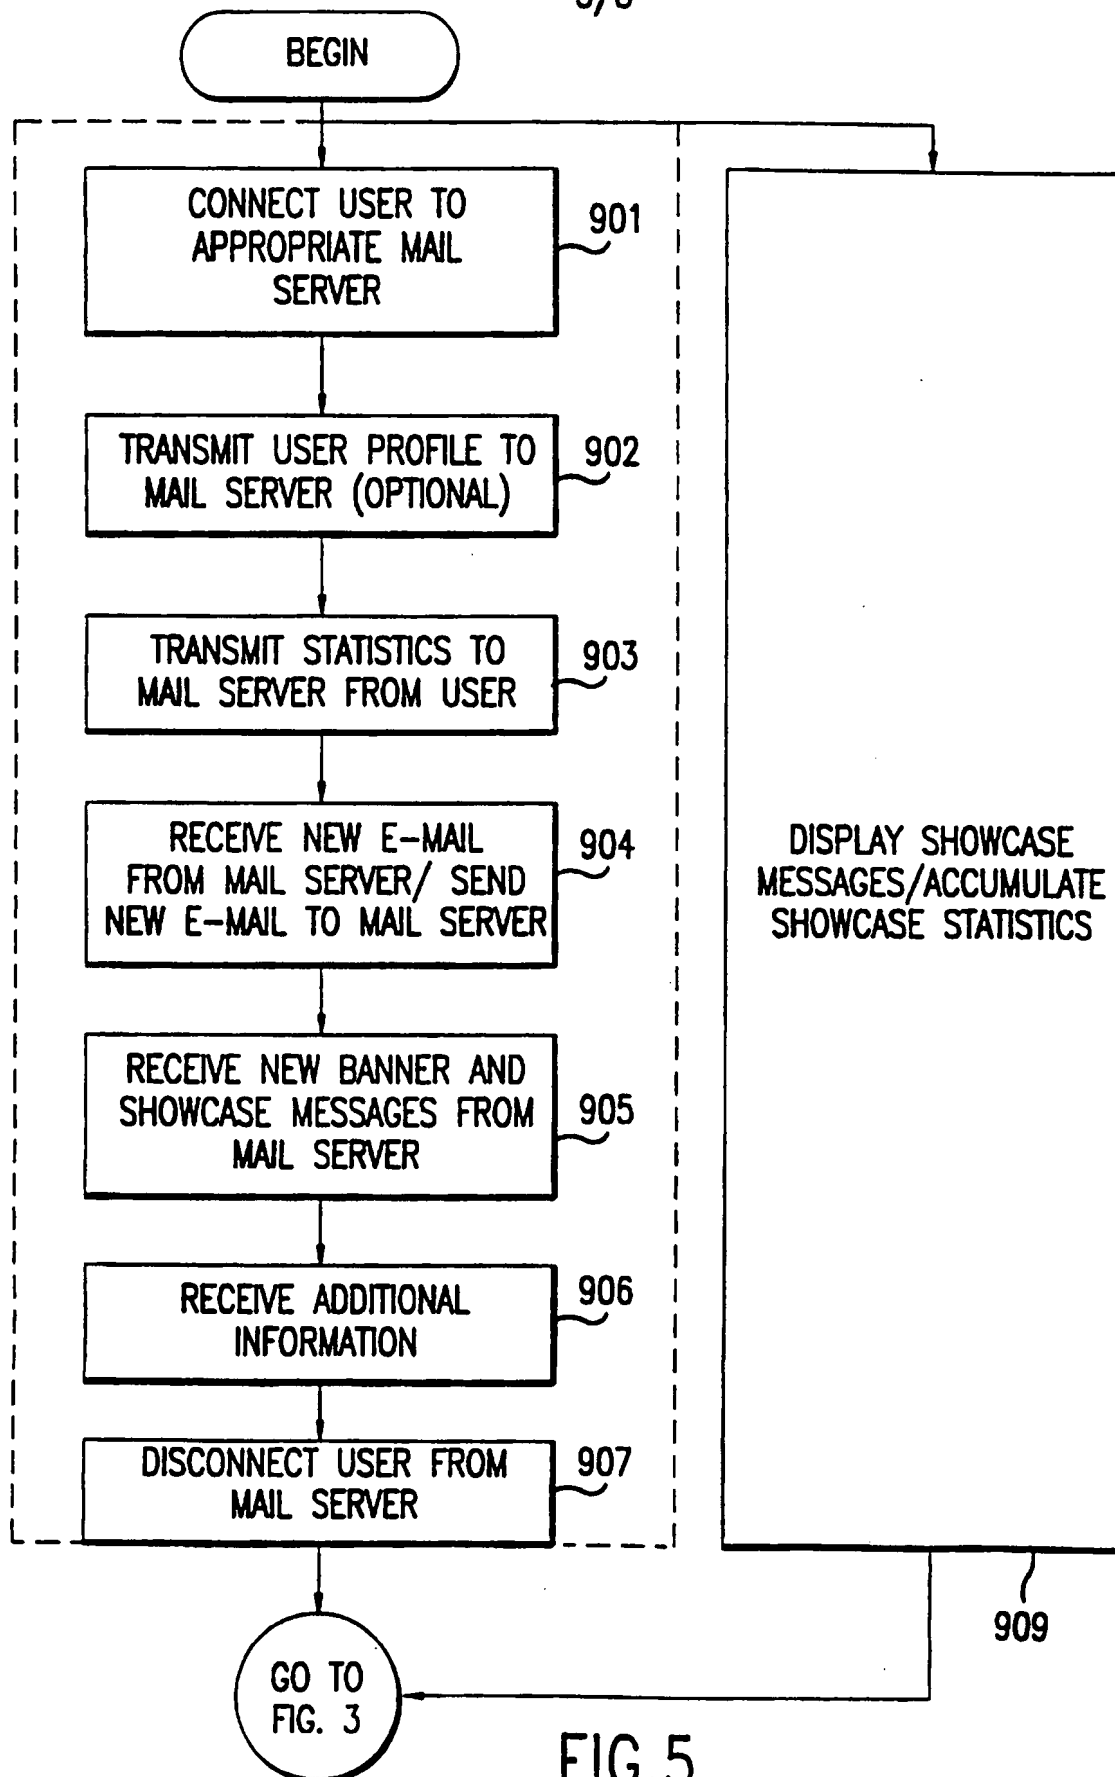 BEGIN
CONNECT USER TO
APPROPRIATE MAIL
SERVER
901
TRANSMIT USER PROFILE TO
MAIL SERVER (OPTIONAL)
902
TRANSMIT STATISTICS TO
MAIL SERVER FROM USER
903
RECEIVE NEW E-MAIL
FROM MAIL SERVER/ SEND
NEW E-MAIL TO MAIL SERVER
904
RECEIVE NEW BANNER AND
SHOWCASE MESSAGES FROM
MAIL SERVER
905
RECEIVE ADDITIONAL
INFORMATION
906
DISCONNECT USER FROM
MAIL SERVER
907
DISPLAY SHOWCASE
MESSAGES/ACCUMULATE
SHOWCASE STATISTICS
909
GO TO
FIG. 3
FIG. 5